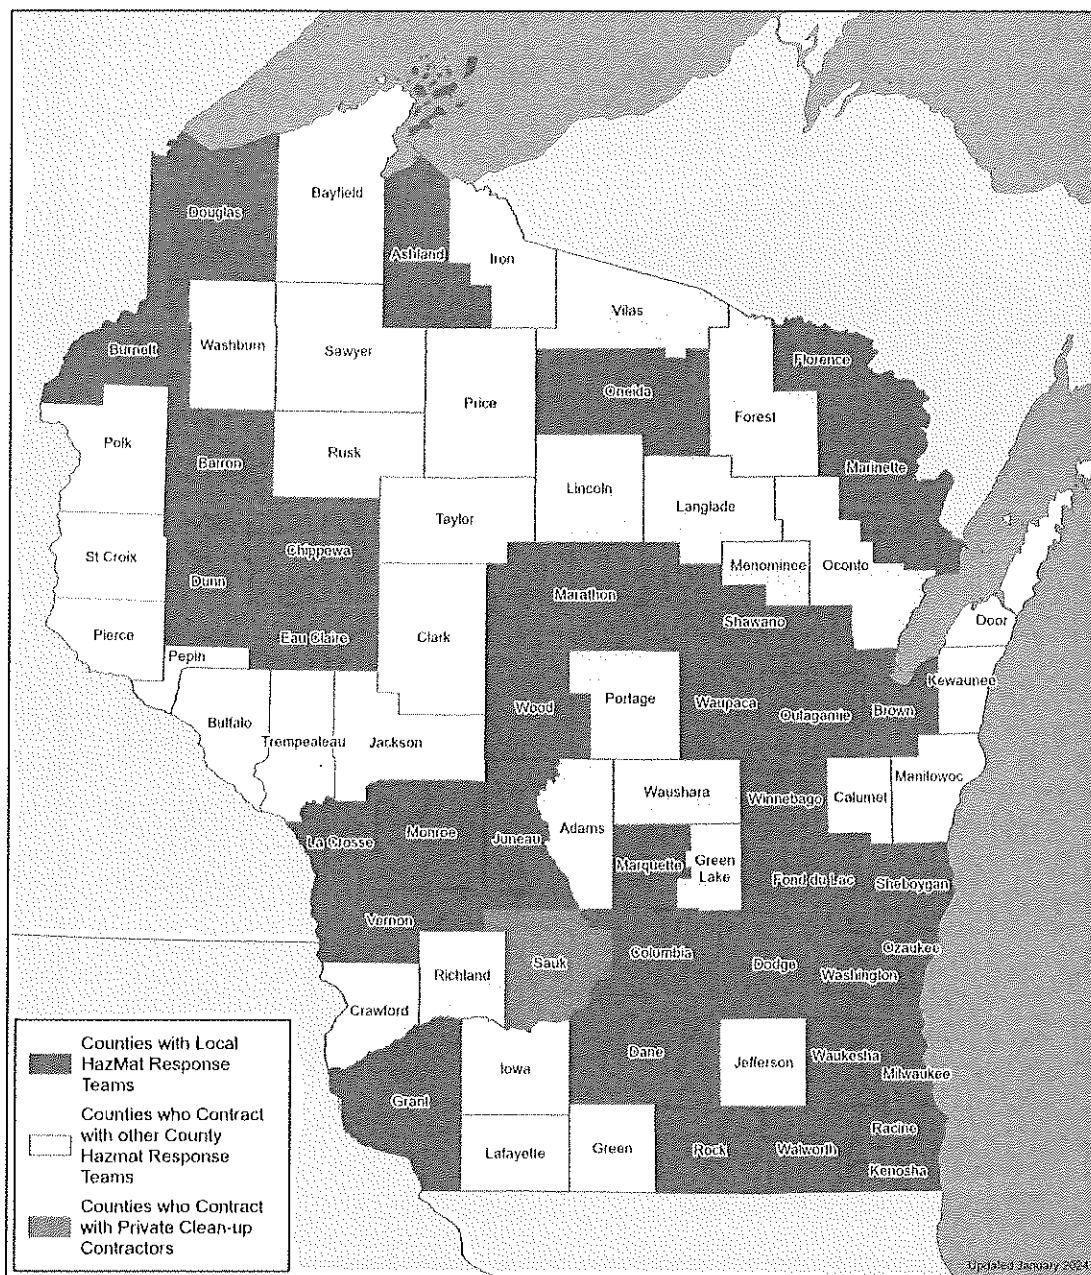 Bayfield
Douglas
Ashland
Iron
Vilas
Burnett
Washburn
Sawyer
Florence
Oneida
Price
Forest
Polk
Barron
Rusk
Marinette
Lincoln
Langlade
Taylor
St Croix
Chippewa
Dunn
Menominee
Oconto
Marathon
Shawano
Door
Pierce
Eau Claire
Clark
Pepin
Kewaunee
Wood
Portage
Waupaca
Outagamie
Brown
Buffalo
Trempealeau
Jackson
Manitowoc
Waushara
Winnebago
Calumet
La Crosse
Monroe
Juneau
Adams
Marquette
Green
Lake
Fond du Lac
Sheboygan
Vernon
Richland
Sauk
Columbia
Dodge
Ozaukee
Washington
Crawford
Iowa
Dane
Jefferson
Waukesha
Milwaukee
Grant
Lafayette
Green
Rock
Walworth
Racine
Kenosha
Counties with Local
HazMat Response
Teams
Counties who Contract
with other County
Hazmat Response
Teams
Counties who Contract
with Private Clean-up
Contractors
Updated January